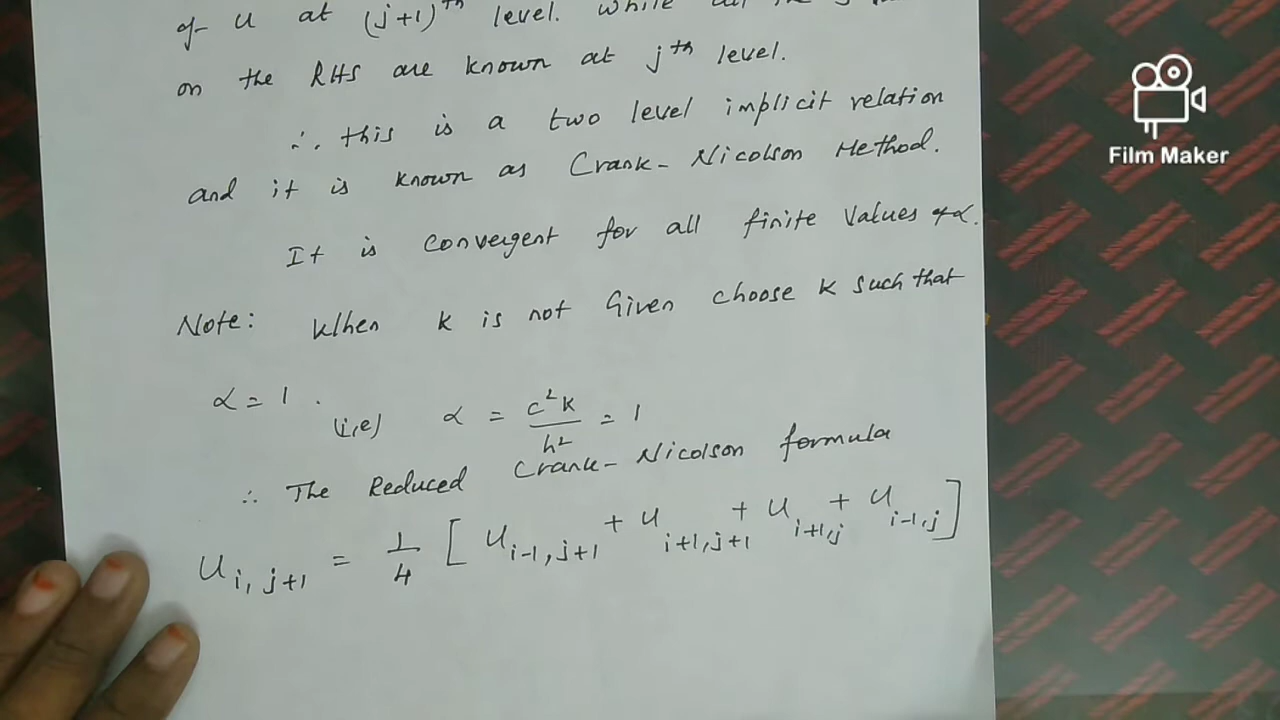 of u at (j+1)ᵗʰ level. While
on the RHS are known at jᵗʰ level.
∴ this is a two level implicit relation
and it is known as Crank-Nicolson Method.
It is convergent for all finite values of α.
Note: When k is not Given choose k such that
α = 1. (i,e) α = c²k/h² = 1
∴ The Reduced Crank-Nicolson formula
u_{i,j+1} = 1/4 [u_{i-1,j+1} + u_{i+1,j+1} + u_{i+1,j} + u_{i-1,j}]
Film Maker